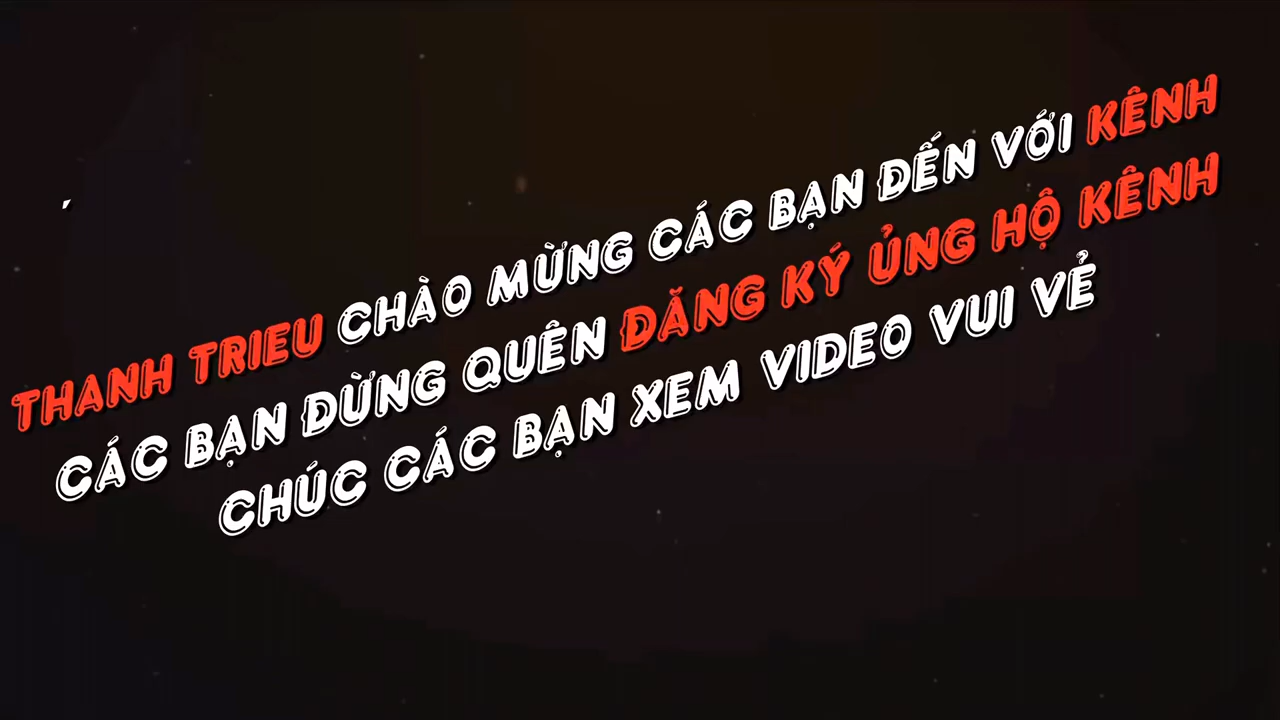 THANH TRIEU CHÀO MỪNG CÁC BẠN ĐẾN VỚI KÊNH
CÁC BẠN ĐỪNG QUÊN ĐĂNG KÝ ỦNG HỘ KÊNH
CHÚC CÁC BẠN XEM VIDEO VUI VẺ